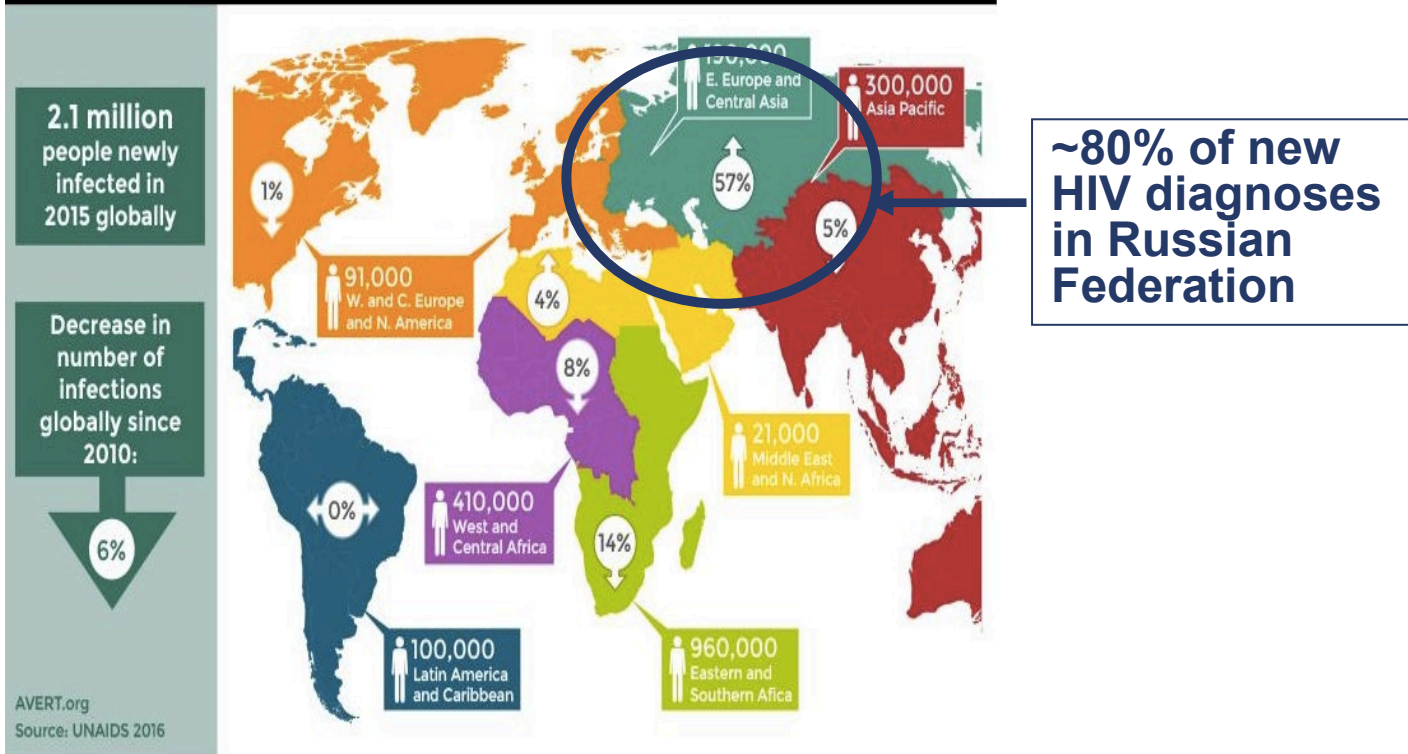 2.1 million
people newly
infected in
2015 globally
Decrease in
number of
infections
globally since
2010:
6%
AVERT.org
Source: UNAIDS 2016
190,000
E. Europe and
Central Asia
300,000
Asia Pacific
57%
5%
1%
91,000
W. and C. Europe
and N. America
4%
8%
21,000
Middle East
and N. Africa
410,000
West and
Central Africa
0%
14%
100,000
Latin America
and Caribbean
960,000
Eastern and
Southern Afica
~80% of new
HIV diagnoses
in Russian
Federation